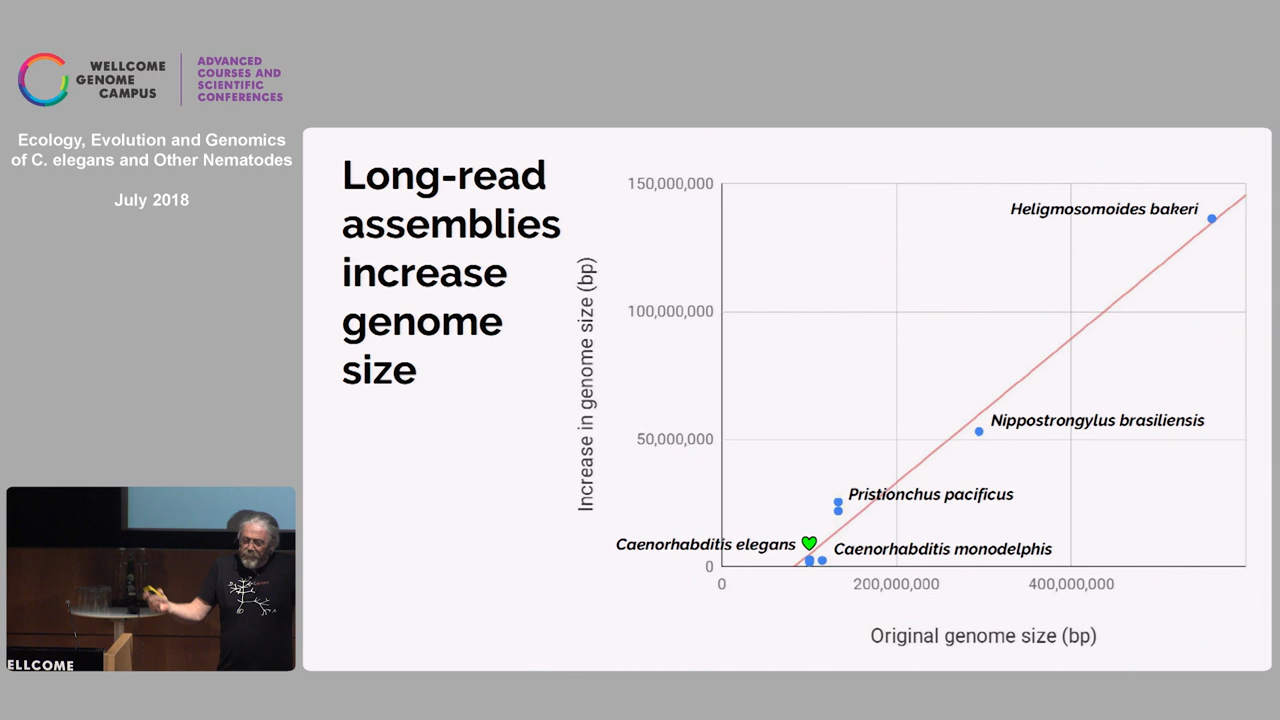 WELLCOME
GENOME
CAMPUS
ADVANCED
COURSES AND
SCIENTIFIC
CONFERENCES
Ecology, Evolution and Genomics
of C. elegans and Other Nematodes
July 2018
Long-read
assemblies
increase
genome
size
Increase in genome size (bp)
150,000,000
100,000,000
50,000,000
0
Heligmosomoides bakeri
Nippostrongylus brasiliensis
Pristionchus pacificus
Caenorhabditis elegans
Caenorhabditis monodelphis
0
200,000,000
400,000,000
Original genome size (bp)
ELLCOME